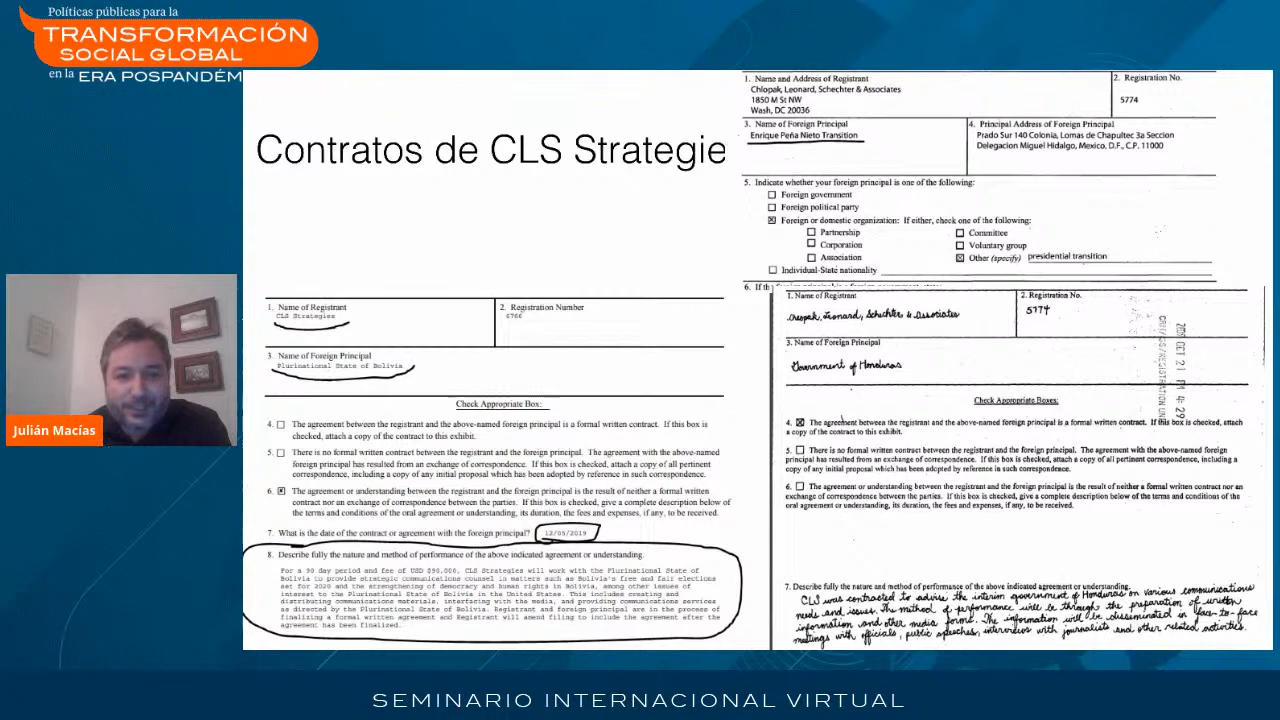 Políticas públicas para la
TRANSFORMACIÓN
SOCIAL GLOBAL
en la ERA POSPANDÉM
Contratos de CLS Strategie
1. Name of Registrant
CLS Strategies
2. Registration Number
6766
3. Name of Foreign Principal
Plurinational State of Bolivia
Check Appropriate Box:
4. The agreement between the registrant and the above-named foreign principal is a formal written contract. If this box is
checked, attach a copy of the contract to this exhibit.
5. There is no formal written contract between the registrant and the foreign principal. The agreement with the above-named
foreign principal has resulted from an exchange of correspondence. If this box is checked, attach a copy of all pertinent
correspondence, including a copy of any initial proposal which has been adopted by reference in such correspondence.
6. The agreement or understanding between the registrant and the foreign principal is the result of neither a formal written
contract nor an exchange of correspondence between the parties. If this box is checked, give a complete description below of
the terms and conditions of the oral agreement or understanding, its duration, the fees and expenses, if any, to be received.
7. What is the date of the contract or agreement with the foreign principal? 12/05/2019
8. Describe fully the nature and method of performance of the above indicated agreement or understanding.
For a 90 day period and fee of USD $90,000, CLS Strategies will work with the Plurinational State of
Bolivia to provide strategic communications counsel in matters such as Bolivia's free and fair elections
set for 2020 and the strengthening of democracy and human rights in Bolivia, among other issues of
interest to the Plurinational State of Bolivia in the United States. This includes creating and
distributing communications materials, interfacing with the media, and providing communications services
as directed by the Plurinational State of Bolivia. Registrant and foreign principal are in the process of
finalizing a formal written agreement and Registrant will amend filing to include the agreement after the
agreement has been finalized.
1. Name and Address of Registrant
Chlopak, Leonard, Schechter & Associates
1850 M St NW
Wash, DC 20036
2. Registration No.
5774
3. Name of Foreign Principal
Enrique Peña Nieto Transition
4. Principal Address of Foreign Principal
Prado Sur 140 Colonia, Lomas de Chapultec 3a Seccion
Delegacion Miguel Hidalgo, Mexico, D.F., C.P. 11000
5. Indicate whether your foreign principal is one of the following:
Foreign government
Foreign political party
Foreign or domestic organization: If either, check one of the following:
Partnership
Committee
Corporation
Voluntary group
Association
Other (specify) presidential transition
Individual-State nationality
6. If th
1. Name of Registrant
Chlopak, Leonard, Schechter & Associates
2. Registration No.
5774
3. Name of Foreign Principal
Government of Honduras
Check Appropriate Boxes:
4. The agreement between the registrant and the above-named foreign principal is a formal written contract. If this box is checked, attach
a copy of the contract to this exhibit.
5. There is no formal written contract between the registrant and the foreign principal. The agreement with the above-named foreign
principal has resulted from an exchange of correspondence. If this box is checked, attach a copy of all pertinent correspondence, including a
copy of any initial proposal which has been adopted by reference in such correspondence.
6. The agreement or understanding between the registrant and the foreign principal is the result of neither a formal written contract nor an
exchange of correspondence between the parties. If this box is checked, give a complete description below of the terms and conditions of the
oral agreement or understanding, its duration, the fees and expenses, if any, to be received.
7. Describe fully the nature and method of performance of the above indicated agreement or understanding.
CLS was contracted to advise the interim government of Honduras on various communications
needs and issues. The method of performance will be through the preparation of written
information and other media forms. The information will be disseminated in face-to-face
meetings with officials, public speeches, interviews with journalists and other related activities.
Julián Macías
SEMINARIO INTERNACIONAL VIRTUAL